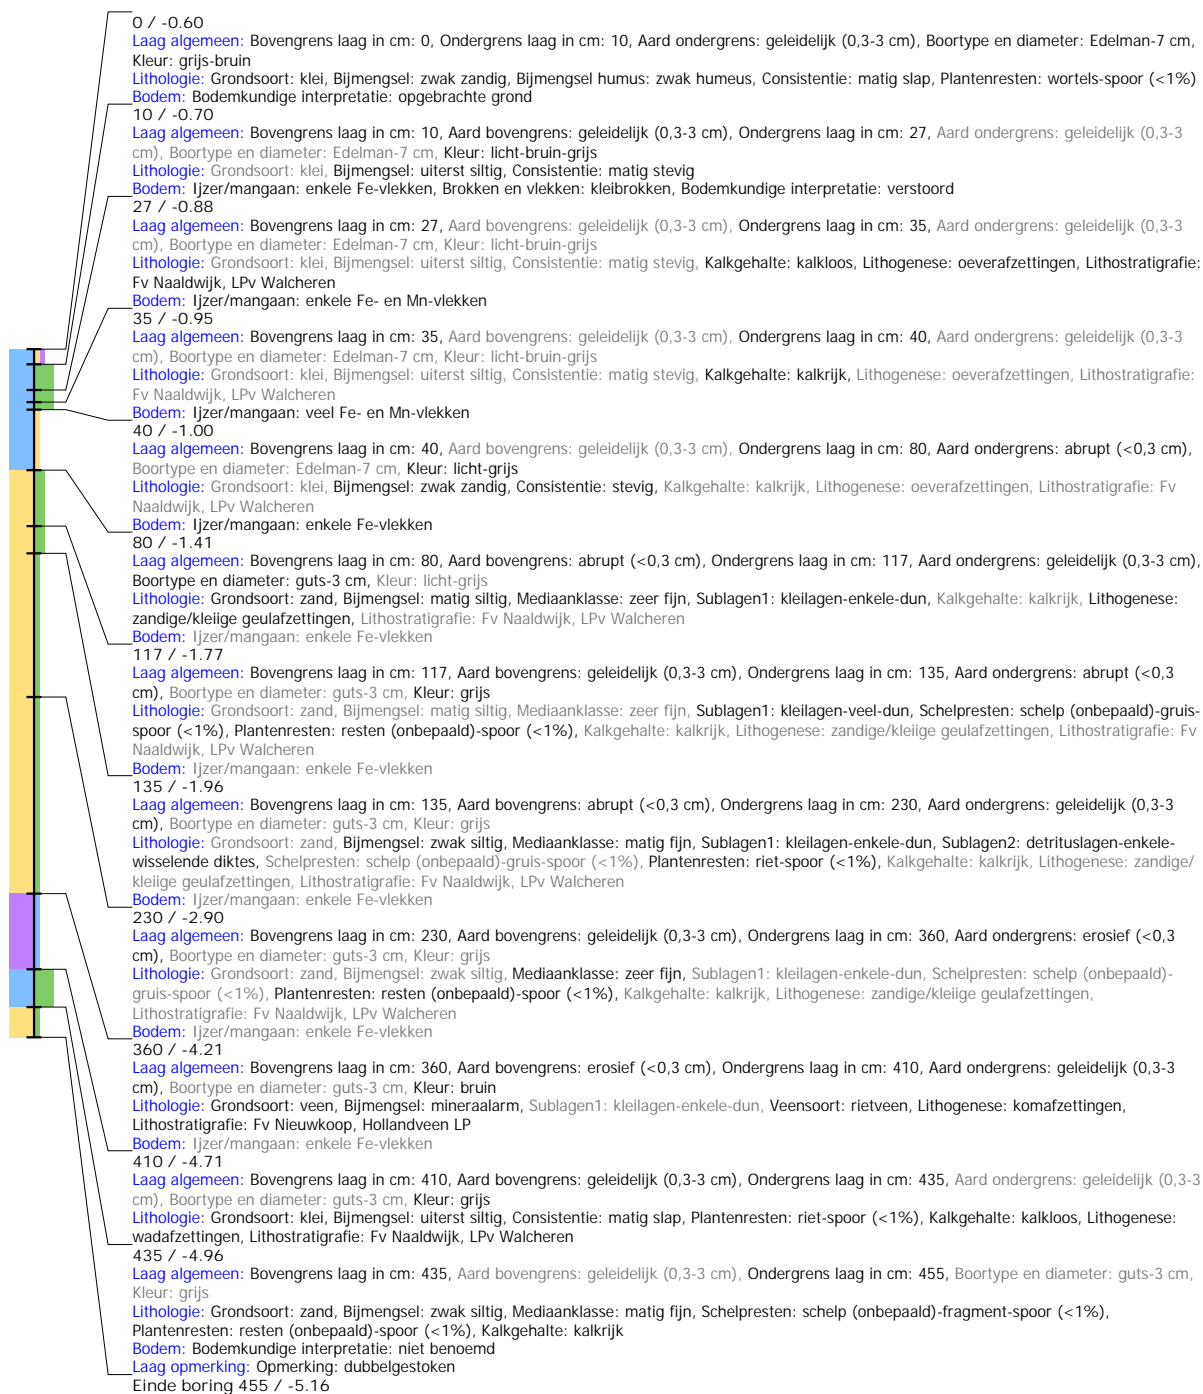 0 / -0.60
Laag algemeen: Bovengrens laag in cm: 0, Ondergrens laag in cm: 10, Aard ondergrens: geleidelijk (0,3-3 cm), Boortype en diameter: Edelman-7 cm,
Kleur: grijs-bruin
Lithologie: Grondsoort: klei, Bijmengsel: zwak zandig, Bijmengsel humus: zwak humeus, Consistentie: matig slap, Plantenresten: wortels-spoor (<1%)
Bodem: Bodemkundige interpretatie: opgebrachte grond
10 / -0.70
Laag algemeen: Bovengrens laag in cm: 10, Aard bovengrens: geleidelijk (0,3-3 cm), Ondergrens laag in cm: 27, Aard ondergrens: geleidelijk (0,3-3
cm), Boortype en diameter: Edelman-7 cm, Kleur: licht-bruin-grijs
Lithologie: Grondsoort: klei, Bijmengsel: uiterst siltig, Consistentie: matig stevig
Bodem: Ijzer/mangaan: enkele Fe-vlekken, Brokken en vlekken: kleibrokken, Bodemkundige interpretatie: verstoord
27 / -0.88
Laag algemeen: Bovengrens laag in cm: 27, Aard bovengrens: geleidelijk (0,3-3 cm), Ondergrens laag in cm: 35, Aard ondergrens: geleidelijk (0,3-3
cm), Boortype en diameter: Edelman-7 cm, Kleur: licht-bruin-grijs
Lithologie: Grondsoort: klei, Bijmengsel: uiterst siltig, Consistentie: matig stevig, Kalkgehalte: kalkloos, Lithogenese: oeverafzettingen, Lithostratigrafie:
Fv Naaldwijk, LPv Walcheren
Bodem: Ijzer/mangaan: enkele Fe- en Mn-vlekken
35 / -0.95
Laag algemeen: Bovengrens laag in cm: 35, Aard bovengrens: geleidelijk (0,3-3 cm), Ondergrens laag in cm: 40, Aard ondergrens: geleidelijk (0,3-3
cm), Boortype en diameter: Edelman-7 cm, Kleur: licht-bruin-grijs
Lithologie: Grondsoort: klei, Bijmengsel: uiterst siltig, Consistentie: matig stevig, Kalkgehalte: kalkrijk, Lithogenese: oeverafzettingen, Lithostratigrafie:
Fv Naaldwijk, LPv Walcheren
Bodem: Ijzer/mangaan: veel Fe- en Mn-vlekken
40 / -1.00
Laag algemeen: Bovengrens laag in cm: 40, Aard bovengrens: geleidelijk (0,3-3 cm), Ondergrens laag in cm: 80, Aard ondergrens: abrupt (<0,3 cm),
Boortype en diameter: Edelman-7 cm, Kleur: licht-grijs
Lithologie: Grondsoort: klei, Bijmengsel: zwak zandig, Consistentie: stevig, Kalkgehalte: kalkrijk, Lithogenese: oeverafzettingen, Lithostratigrafie: Fv
Naaldwijk, LPv Walcheren
Bodem: Ijzer/mangaan: enkele Fe-vlekken
80 / -1.41
Laag algemeen: Bovengrens laag in cm: 80, Aard bovengrens: abrupt (<0,3 cm), Ondergrens laag in cm: 117, Aard ondergrens: geleidelijk (0,3-3 cm),
Boortype en diameter: guts-3 cm, Kleur: licht-grijs
Lithologie: Grondsoort: zand, Bijmengsel: matig siltig, Mediaanklasse: zeer fijn, Sublagen1: kleilagen-enkele-dun, Kalkgehalte: kalkrijk, Lithogenese:
zandige/kleiige geulafzettingen, Lithostratigrafie: Fv Naaldwijk, LPv Walcheren
Bodem: Ijzer/mangaan: enkele Fe-vlekken
117 / -1.77
Laag algemeen: Bovengrens laag in cm: 117, Aard bovengrens: geleidelijk (0,3-3 cm), Ondergrens laag in cm: 135, Aard ondergrens: abrupt (<0,3
cm), Boortype en diameter: guts-3 cm, Kleur: grijs
Lithologie: Grondsoort: zand, Bijmengsel: matig siltig, Mediaanklasse: zeer fijn, Sublagen1: kleilagen-veel-dun, Schelpresten: schelp (onbepaald)-gruis-
spoor (<1%), Plantenresten: resten (onbepaald)-spoor (<1%), Kalkgehalte: kalkrijk, Lithogenese: zandige/kleiige geulafzettingen, Lithostratigrafie: Fv
Naaldwijk, LPv Walcheren
Bodem: Ijzer/mangaan: enkele Fe-vlekken
135 / -1.96
Laag algemeen: Bovengrens laag in cm: 135, Aard bovengrens: abrupt (<0,3 cm), Ondergrens laag in cm: 230, Aard ondergrens: geleidelijk (0,3-3
cm), Boortype en diameter: guts-3 cm, Kleur: grijs
Lithologie: Grondsoort: zand, Bijmengsel: zwak siltig, Mediaanklasse: matig fijn, Sublagen1: kleilagen-enkele-dun, Sublagen2: detrituslagen-enkele-
wisselende diktes, Schelpresten: schelp (onbepaald)-gruis-spoor (<1%), Plantenresten: riet-spoor (<1%), Kalkgehalte: kalkrijk, Lithogenese: zandige/
kleiige geulafzettingen, Lithostratigrafie: Fv Naaldwijk, LPv Walcheren
Bodem: Ijzer/mangaan: enkele Fe-vlekken
230 / -2.90
Laag algemeen: Bovengrens laag in cm: 230, Aard bovengrens: geleidelijk (0,3-3 cm), Ondergrens laag in cm: 360, Aard ondergrens: erosief (<0,3
cm), Boortype en diameter: guts-3 cm, Kleur: grijs
Lithologie: Grondsoort: zand, Bijmengsel: zwak siltig, Mediaanklasse: zeer fijn, Sublagen1: kleilagen-enkele-dun, Schelpresten: schelp (onbepaald)-
gruis-spoor (<1%), Plantenresten: resten (onbepaald)-spoor (<1%), Kalkgehalte: kalkrijk, Lithogenese: zandige/kleiige geulafzettingen,
Lithostratigrafie: Fv Naaldwijk, LPv Walcheren
Bodem: Ijzer/mangaan: enkele Fe-vlekken
360 / -4.21
Laag algemeen: Bovengrens laag in cm: 360, Aard bovengrens: erosief (<0,3 cm), Ondergrens laag in cm: 410, Aard ondergrens: geleidelijk (0,3-3
cm), Boortype en diameter: guts-3 cm, Kleur: bruin
Lithologie: Grondsoort: veen, Bijmengsel: mineraalarm, Sublagen1: kleilagen-enkele-dun, Veensoort: rietveen, Lithogenese: komafzettingen,
Lithostratigrafie: Fv Nieuwkoop, Hollandveen LP
Bodem: Ijzer/mangaan: enkele Fe-vlekken
410 / -4.71
Laag algemeen: Bovengrens laag in cm: 410, Aard bovengrens: geleidelijk (0,3-3 cm), Ondergrens laag in cm: 435, Aard ondergrens: geleidelijk (0,3-3
cm), Boortype en diameter: guts-3 cm, Kleur: grijs
Lithologie: Grondsoort: klei, Bijmengsel: uiterst siltig, Consistentie: matig slap, Plantenresten: riet-spoor (<1%), Kalkgehalte: kalkloos, Lithogenese:
wadafzettingen, Lithostratigrafie: Fv Naaldwijk, LPv Walcheren
435 / -4.96
Laag algemeen: Bovengrens laag in cm: 435, Aard bovengrens: geleidelijk (0,3-3 cm), Ondergrens laag in cm: 455, Boortype en diameter: guts-3 cm,
Kleur: grijs
Lithologie: Grondsoort: zand, Bijmengsel: zwak siltig, Mediaanklasse: matig fijn, Schelpresten: schelp (onbepaald)-fragment-spoor (<1%),
Plantenresten: resten (onbepaald)-spoor (<1%), Kalkgehalte: kalkrijk
Bodem: Bodemkundige interpretatie: niet benoemd
Laag opmerking: Opmerking: dubbelgestoken
Einde boring 455 / -5.16